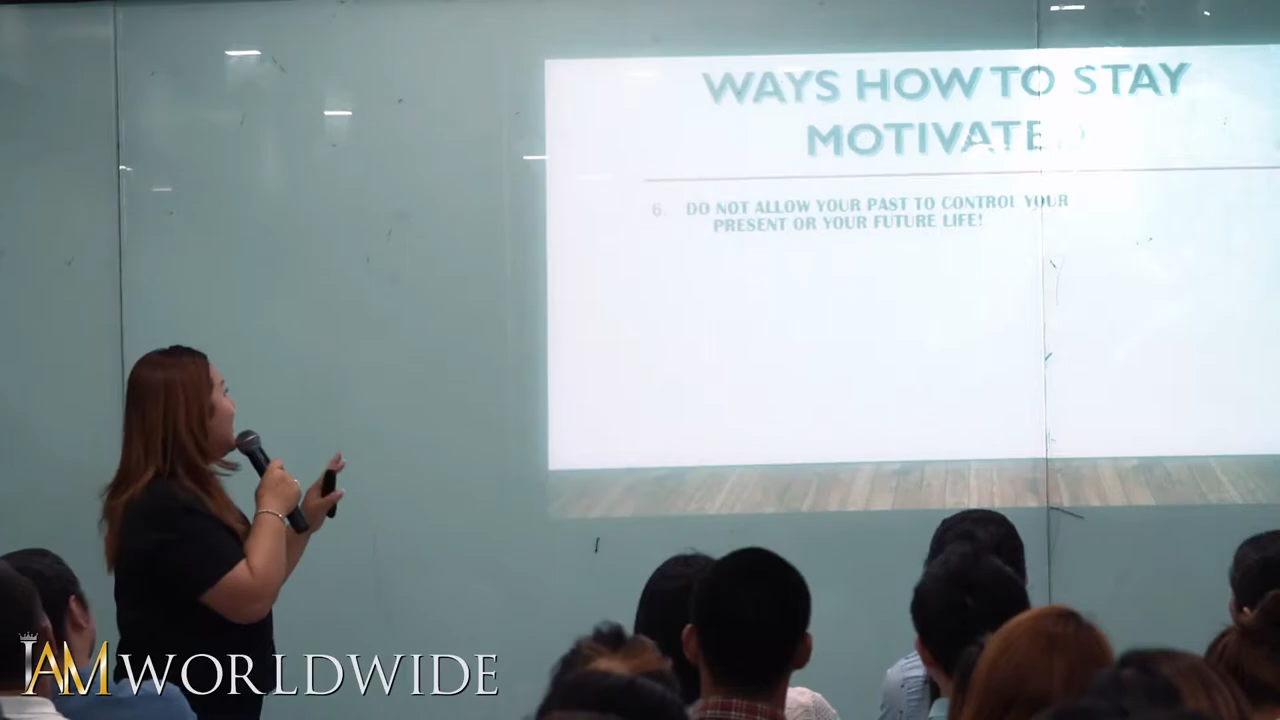 WAYS HOW TO STAY
MOTIVATED
6. DO NOT ALLOW YOUR PAST TO CONTROL YOUR
PRESENT OR YOUR FUTURE LIFE!
IAM WORLDWIDE